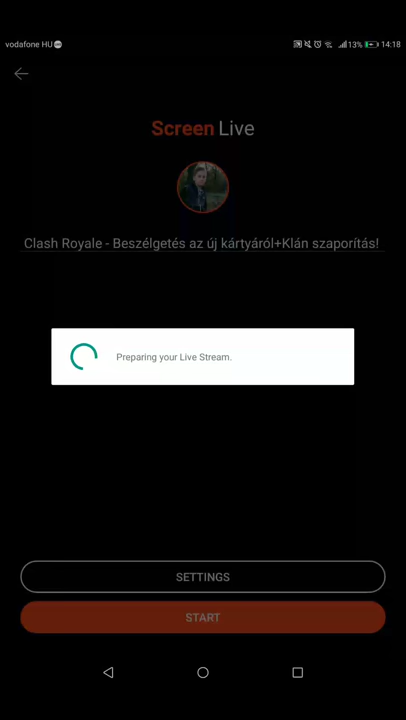 vodafone HU 13% 14:18
Screen Live
Clash Royale - Beszélgetés az új kártyáról+Klán szaporítás!
Preparing your Live Stream.
SETTINGS
START